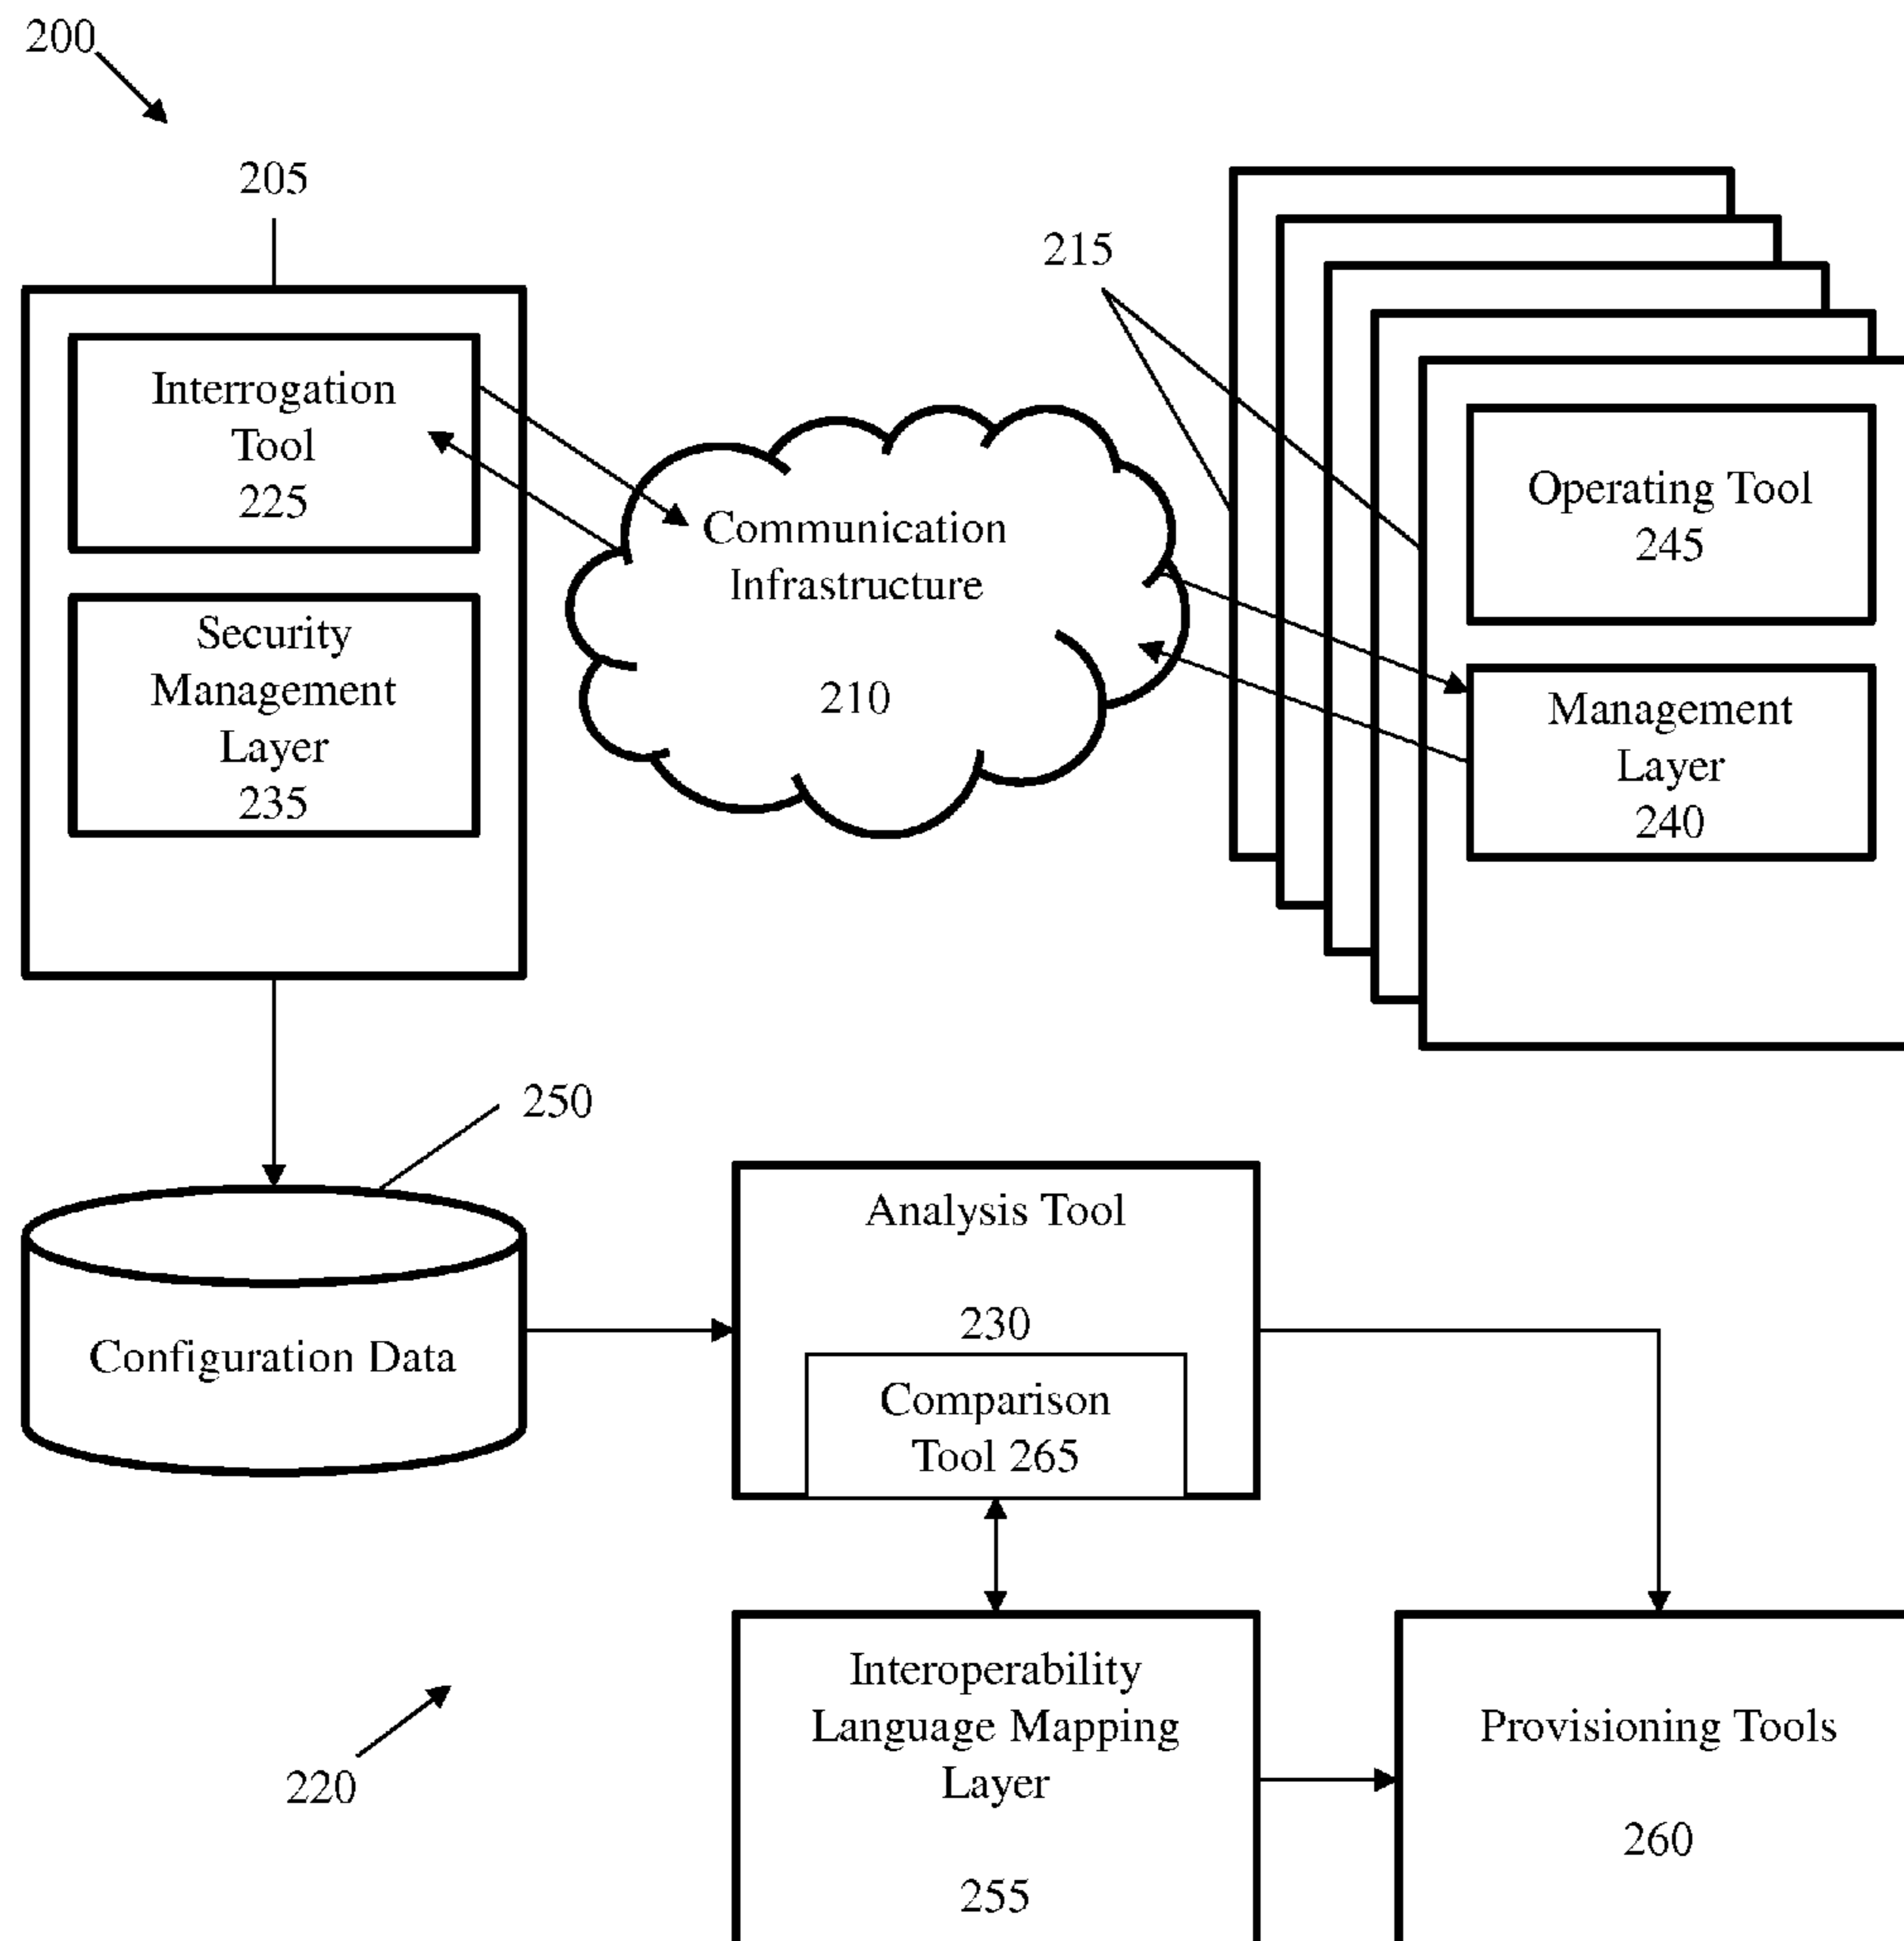 200
205
Interrogation
Tool
225
Security
Management
Layer
235
Communication
Infrastructure
210
215
Operating Tool
245
Management
Layer
240
250
Configuration Data
Analysis Tool
230
Comparison
Tool 265
Interoperability
Language Mapping
Layer
255
Provisioning Tools
260
220